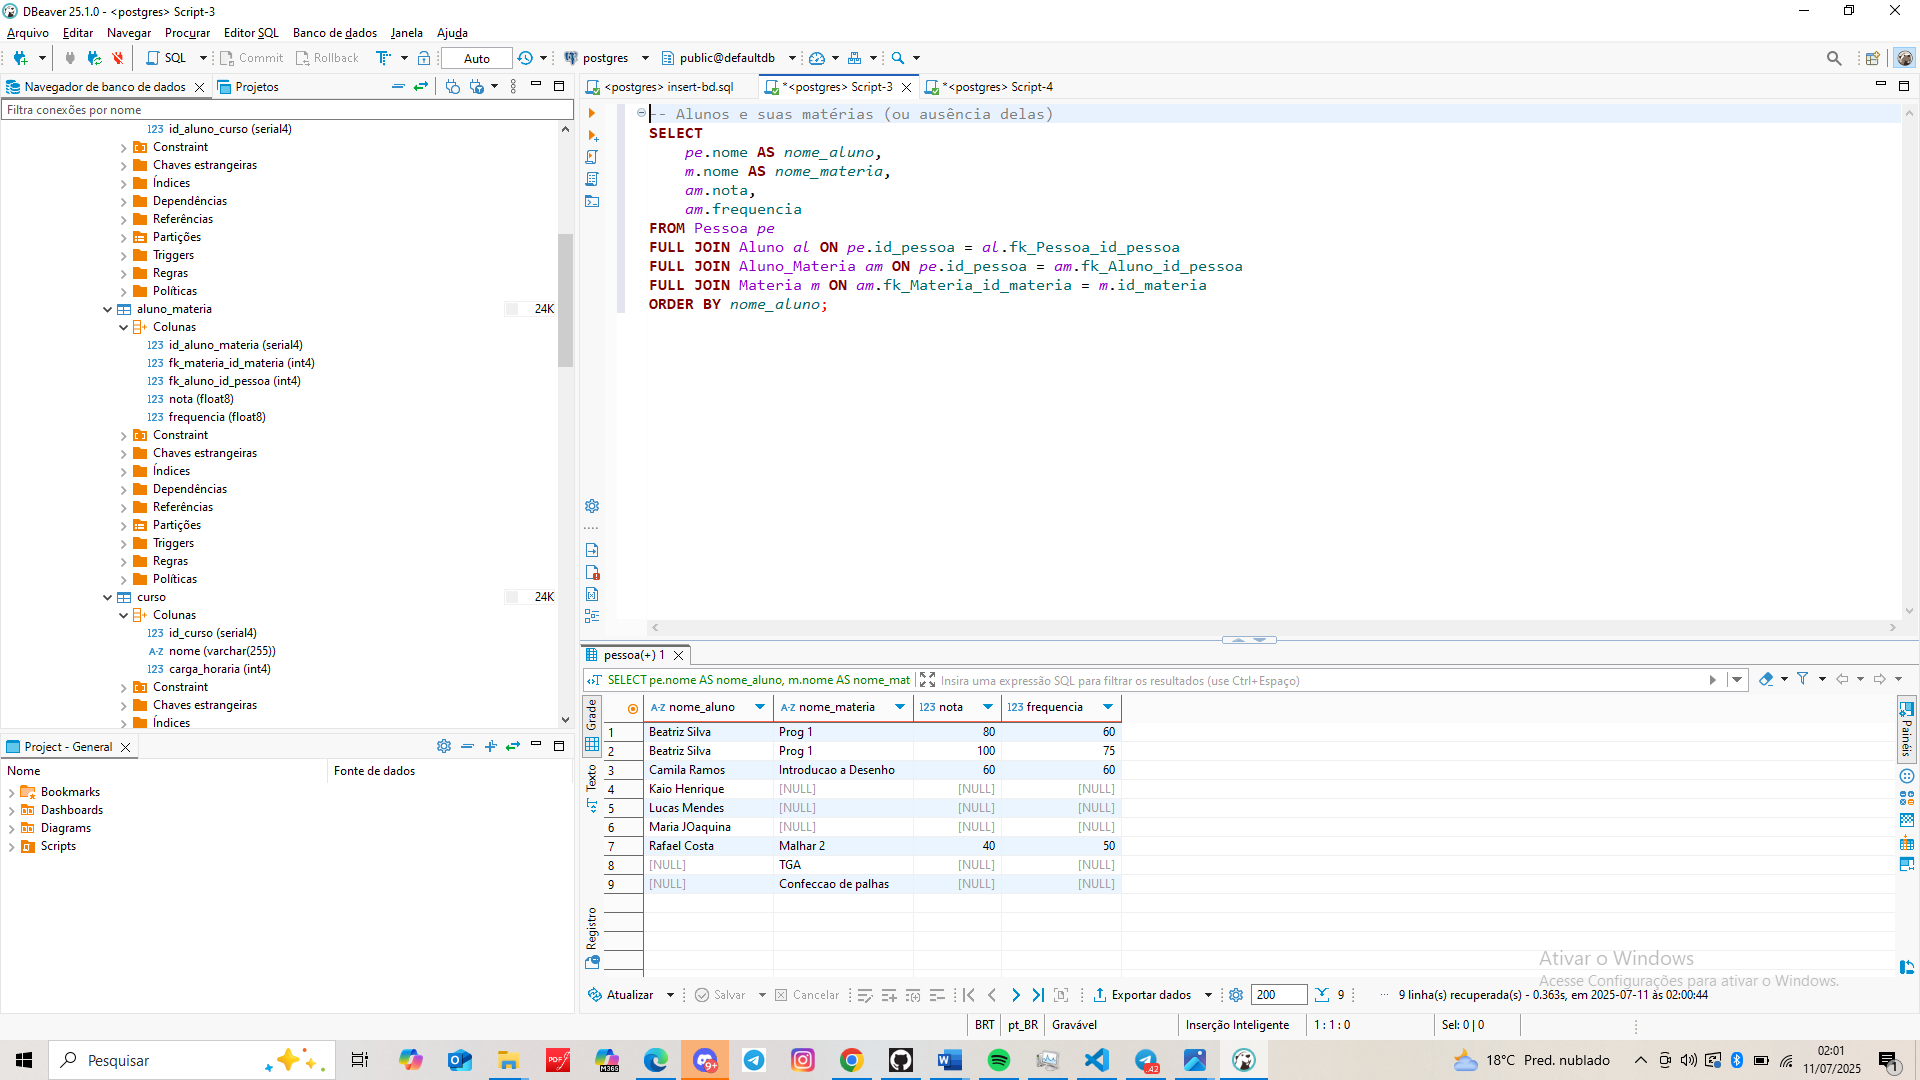 DBeaver 25.1.0 - <postgres> Script-3
Arquivo Editar Navegar Procurar Editor SQL Banco de dados Janela Ajuda
SQL Commit Rollback Auto postgres public@defaultdb
Navegador de banco de dados Projetos
Filtra conexões por nome
id_aluno_curso (serial4)
Constraint
Chaves estrangeiras
Índices
Dependências
Referências
Partições
Triggers
Regras
Políticas
aluno_materia 24K
Colunas
123 id_aluno_materia (serial4)
123 fk_materia_id_materia (int4)
123 fk_aluno_id_pessoa (int4)
123 nota (float8)
123 frequencia (float8)
Constraint
Chaves estrangeiras
Índices
Dependências
Referências
Partições
Triggers
Regras
Políticas
curso 24K
Colunas
123 id_curso (serial4)
A-Z nome (varchar(255))
123 carga_horaria (int4)
Constraint
Chaves estrangeiras
Índices
Project - General
Nome Fonte de dados
Bookmarks
Dashboards
Diagrams
Scripts
<postgres> insert-bd.sql *<postgres> Script-3 *<postgres> Script-4
-- Alunos e suas matérias (ou ausência delas)
SELECT
pe.nome AS nome_aluno,
m.nome AS nome_materia,
am.nota,
am.frequencia
FROM Pessoa pe
FULL JOIN Aluno al ON pe.id_pessoa = al.fk_Pessoa_id_pessoa
FULL JOIN Aluno_Materia am ON pe.id_pessoa = am.fk_Aluno_id_pessoa
FULL JOIN Materia m ON am.fk_Materia_id_materia = m.id_materia
ORDER BY nome_aluno;
pessoa(+) 1
SELECT pe.nome AS nome_aluno, m.nome AS nome_mat Insira uma expressão SQL para filtrar os resultados (use Ctrl+Espaço)
Grade
Texto
Registro
A-Z nome_aluno A-Z nome_materia 123 nota 123 frequencia
1 Beatriz Silva Prog 1 80 60
2 Beatriz Silva Prog 1 100 75
3 Camila Ramos Introducao a Desenho 60 60
4 Kaio Henrique [NULL] [NULL] [NULL]
5 Lucas Mendes [NULL] [NULL] [NULL]
6 Maria JOaquina [NULL] [NULL] [NULL]
7 Rafael Costa Malhar 2 40 50
8 [NULL] TGA [NULL] [NULL]
9 [NULL] Confeccao de palhas [NULL] [NULL]
Painéis
Ativar o Windows
Acesse Configurações para ativar o Windows.
Atualizar Salvar Cancelar Exportar dados 200 9 ... 9 linha(s) recuperada(s) - 0.363s, em 2025-07-11 às 02:00:44
BRT pt_BR Gravável Inserção Inteligente 1 : 1 : 0 Sel: 0 | 0
Pesquisar 18°C Pred. nublado 02:01
11/07/2025